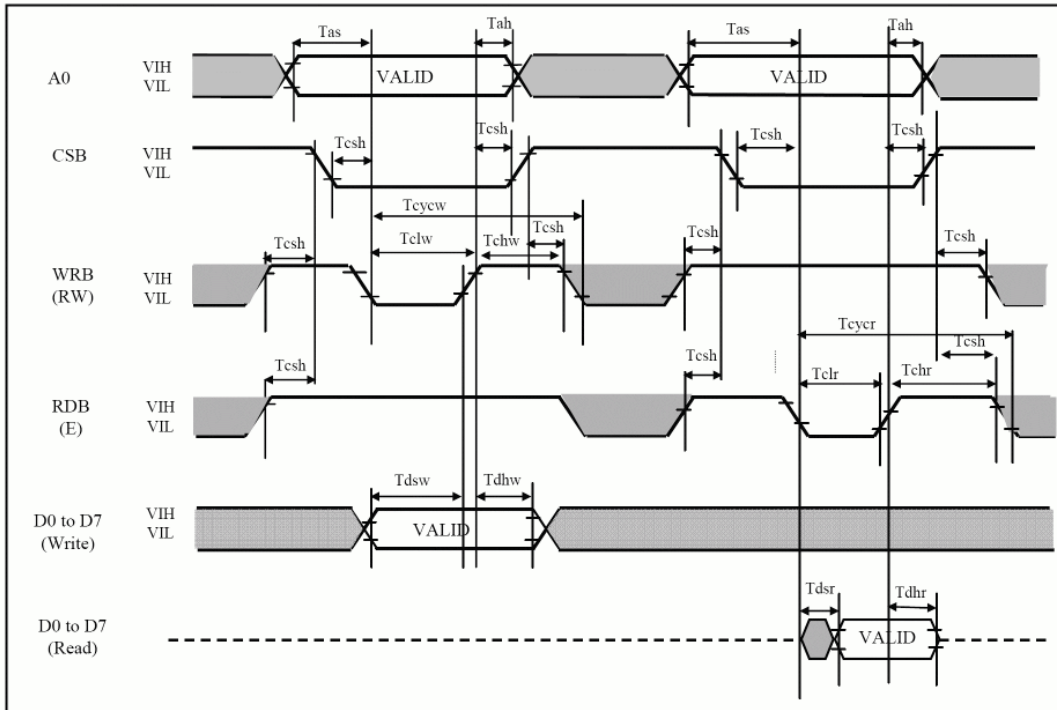 Tas Tah Tas Tah
A0 VIH VALID VALID
VIL
Tcsh Tcsh Tcsh Tcsh
CSB VIH
VIL
Tcycw
Tcsh Tclw Tchw Tcsh Tcsh Tcsh
WRB VIH
(RW) VIL
Tcycr
Tcsh Tcsh Tclr Tchr Tcsh
RDB VIH
(E) VIL
Tdsw Tdhw
D0 to D7 VIH VALID
(Write) VIL
Tdsr Tdhr
D0 to D7 VALID
(Read)